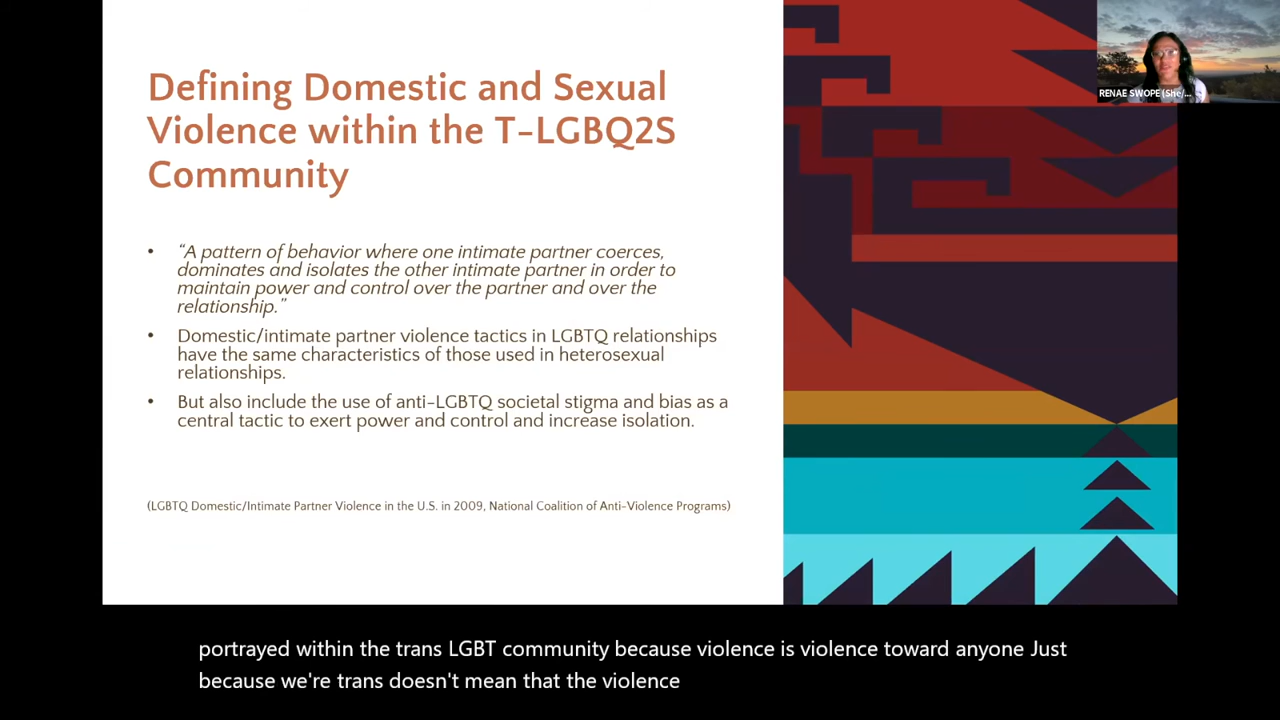 Defining Domestic and Sexual
Violence within the T-LGBQ2S
Community
• “A pattern of behavior where one intimate partner coerces,
dominates and isolates the other intimate partner in order to
maintain power and control over the partner and over the
relationship.”
• Domestic/intimate partner violence tactics in LGBTQ relationships
have the same characteristics of those used in heterosexual
relationships.
• But also include the use of anti-LGBTQ societal stigma and bias as a
central tactic to exert power and control and increase isolation.
(LGBTQ Domestic/Intimate Partner Violence in the U.S. in 2009, National Coalition of Anti-Violence Programs)
RENAE SWOPE (She/...
portrayed within the trans LGBT community because violence is violence toward anyone Just
because we're trans doesn't mean that the violence